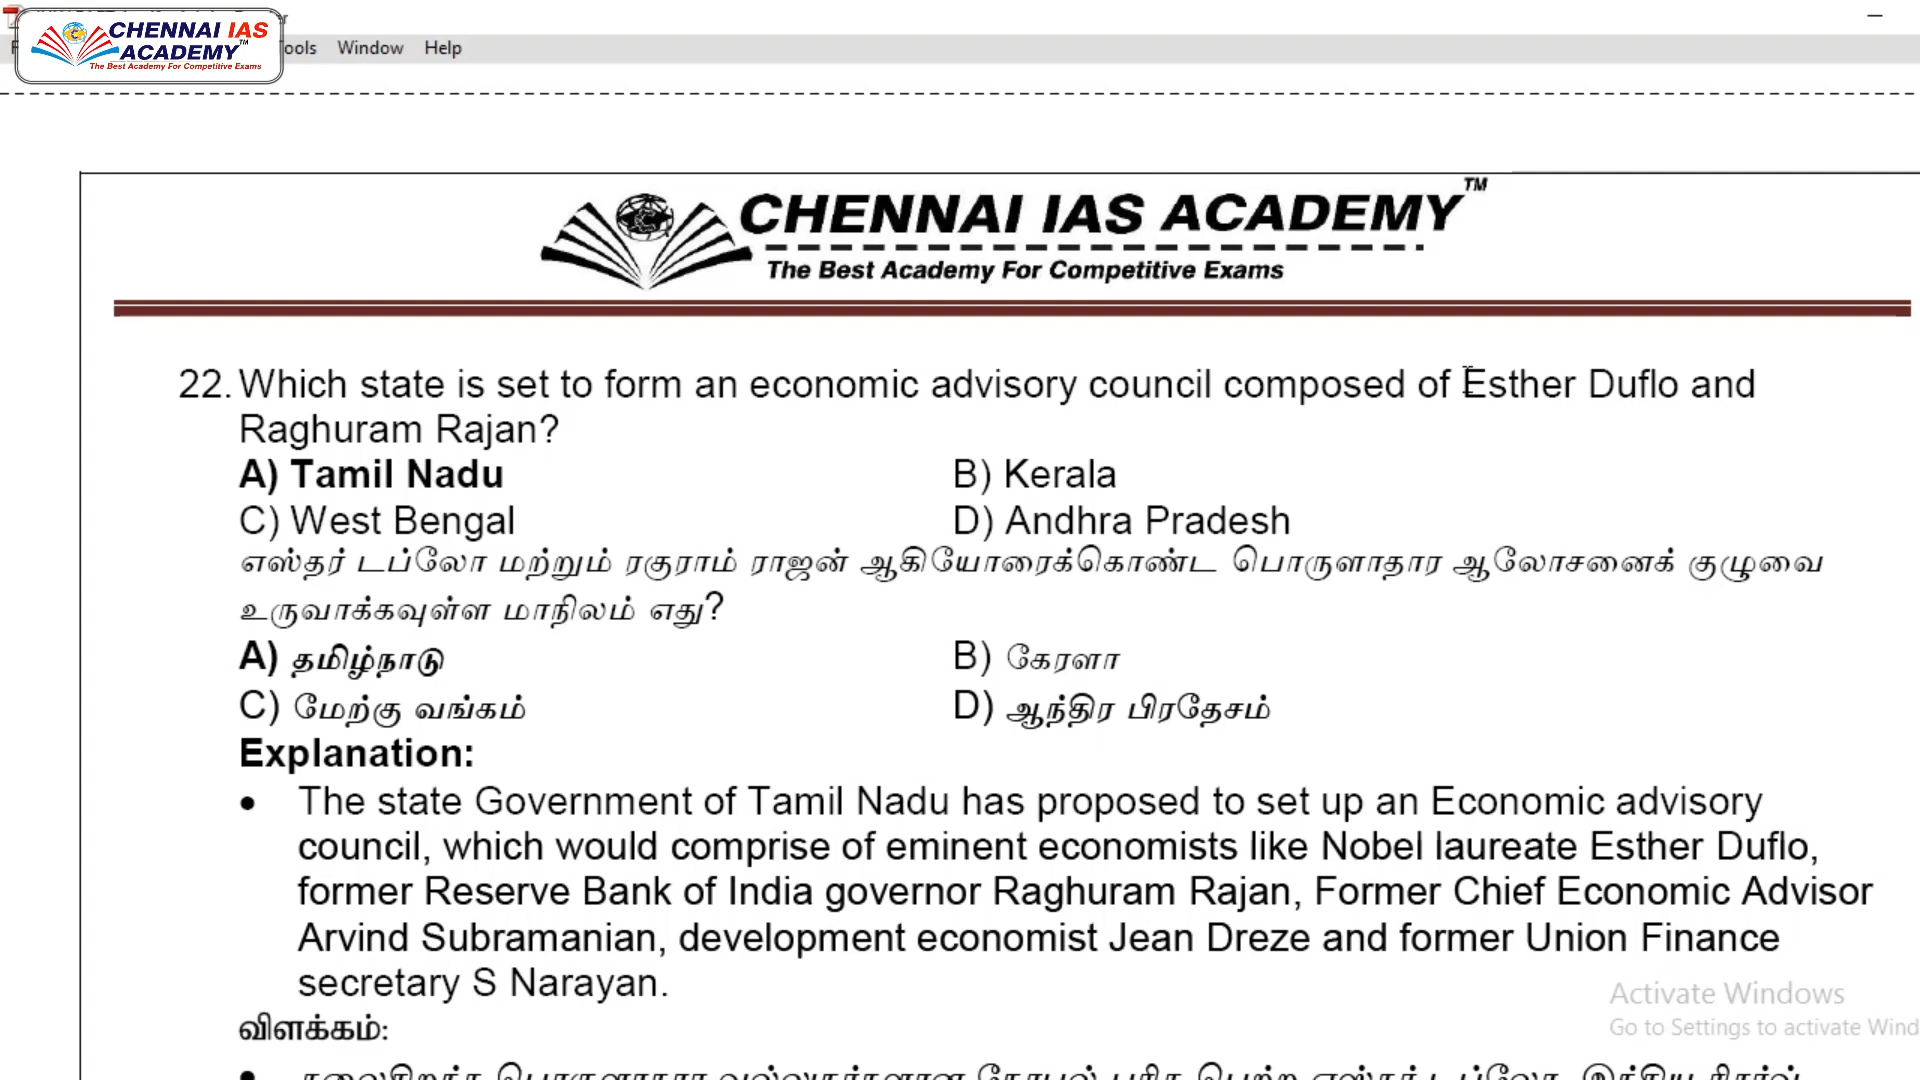 CHENNAI IAS
ACADEMY™
The Best Academy For Competitive Exams
Window Help
CHENNAI IAS ACADEMY™
The Best Academy For Competitive Exams
22. Which state is set to form an economic advisory council composed of Esther Duflo and
Raghuram Rajan?
A) Tamil Nadu B) Kerala
C) West Bengal D) Andhra Pradesh
எஸ்தர் டப்லோ மற்றும் ரகுராம் ராஜன் ஆகியோரைக்கொண்ட பொருளாதார ஆலோசனைக் குழுவை
உருவாக்கவுள்ள மாநிலம் எது?
A) தமிழ்நாடு B) கேரளா
C) மேற்கு வங்கம் D) ஆந்திர பிரதேசம்
Explanation:
• The state Government of Tamil Nadu has proposed to set up an Economic advisory
council, which would comprise of eminent economists like Nobel laureate Esther Duflo,
former Reserve Bank of India governor Raghuram Rajan, Former Chief Economic Advisor
Arvind Subramanian, development economist Jean Dreze and former Union Finance
secretary S Narayan.
Activate Windows
Go to Settings to activate Wind
விளக்கம்: